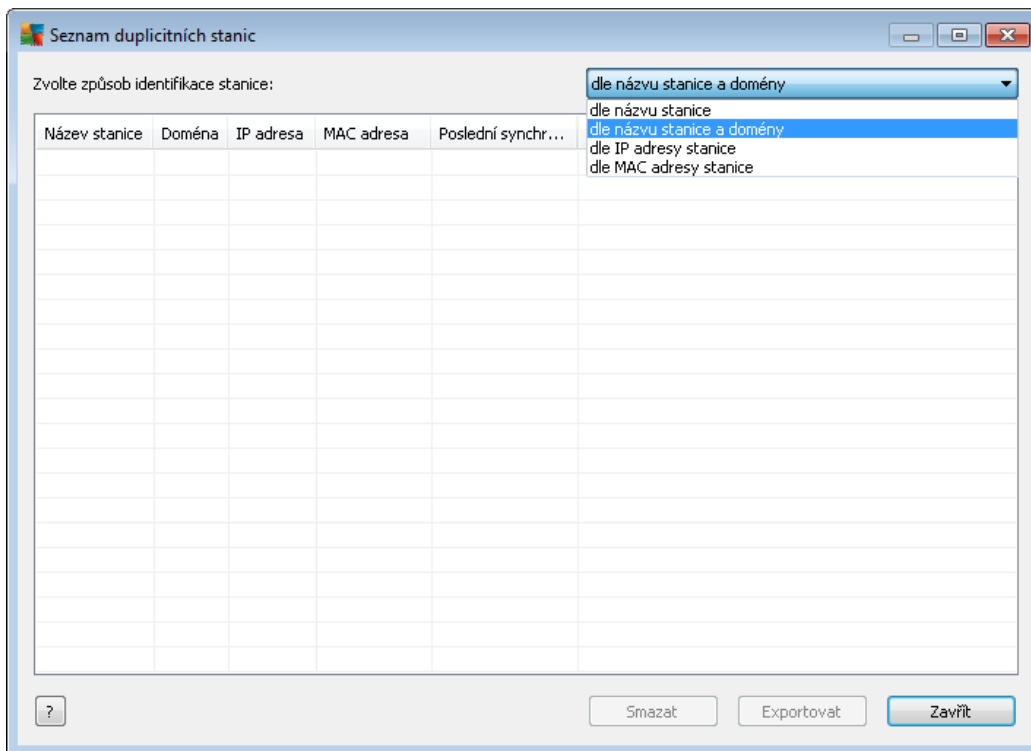 Seznam duplicitních stanic
Zvolte způsob identifikace stanice:
dle názvu stanice a domény
dle názvu stanice
dle názvu stanice a domény
dle IP adresy stanice
dle MAC adresy stanice
Název stanice Doména IP adresa MAC adresa Poslední synchr...
? Smazat Exportovat Zavřít